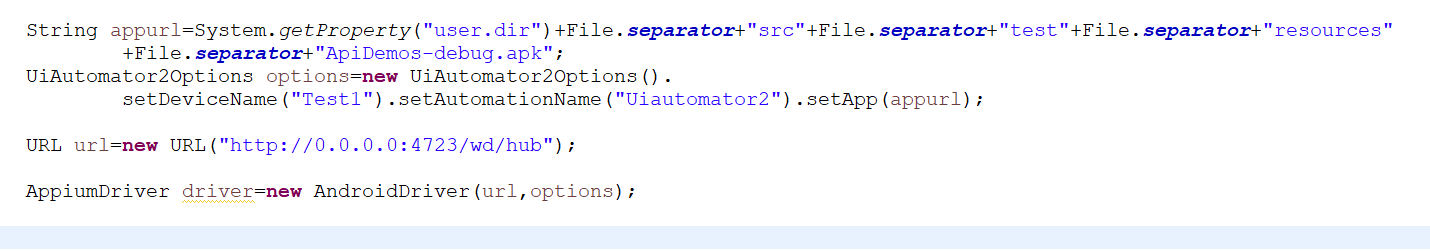 String appurl=System.getProperty("user.dir")+File.separator+"src"+File.separator+"test"+File.separator+"resources"
+File.separator+"ApiDemos-debug.apk";
UiAutomator2Options options=new UiAutomator2Options().
setDeviceName("Test1").setAutomationName("Uiautomator2").setApp(appurl);
URL url=new URL("http://0.0.0.0:4723/wd/hub");
AppiumDriver driver=new AndroidDriver(url,options);